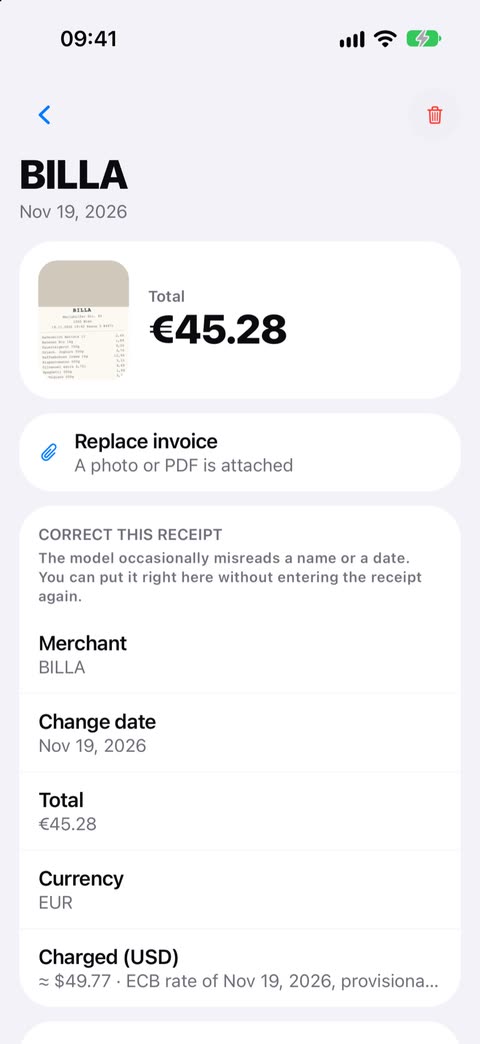 09:41
BILLA
Nov 19, 2026
BILLA
Total
€45.28
Replace invoice
A photo or PDF is attached
CORRECT THIS RECEIPT
The model occasionally misreads a name or a date.
You can put it right here without entering the receipt
again.
Merchant
BILLA
Change date
Nov 19, 2026
Total
€45.28
Currency
EUR
Charged (USD)
≈ $49.77 · ECB rate of Nov 19, 2026, provisiona...